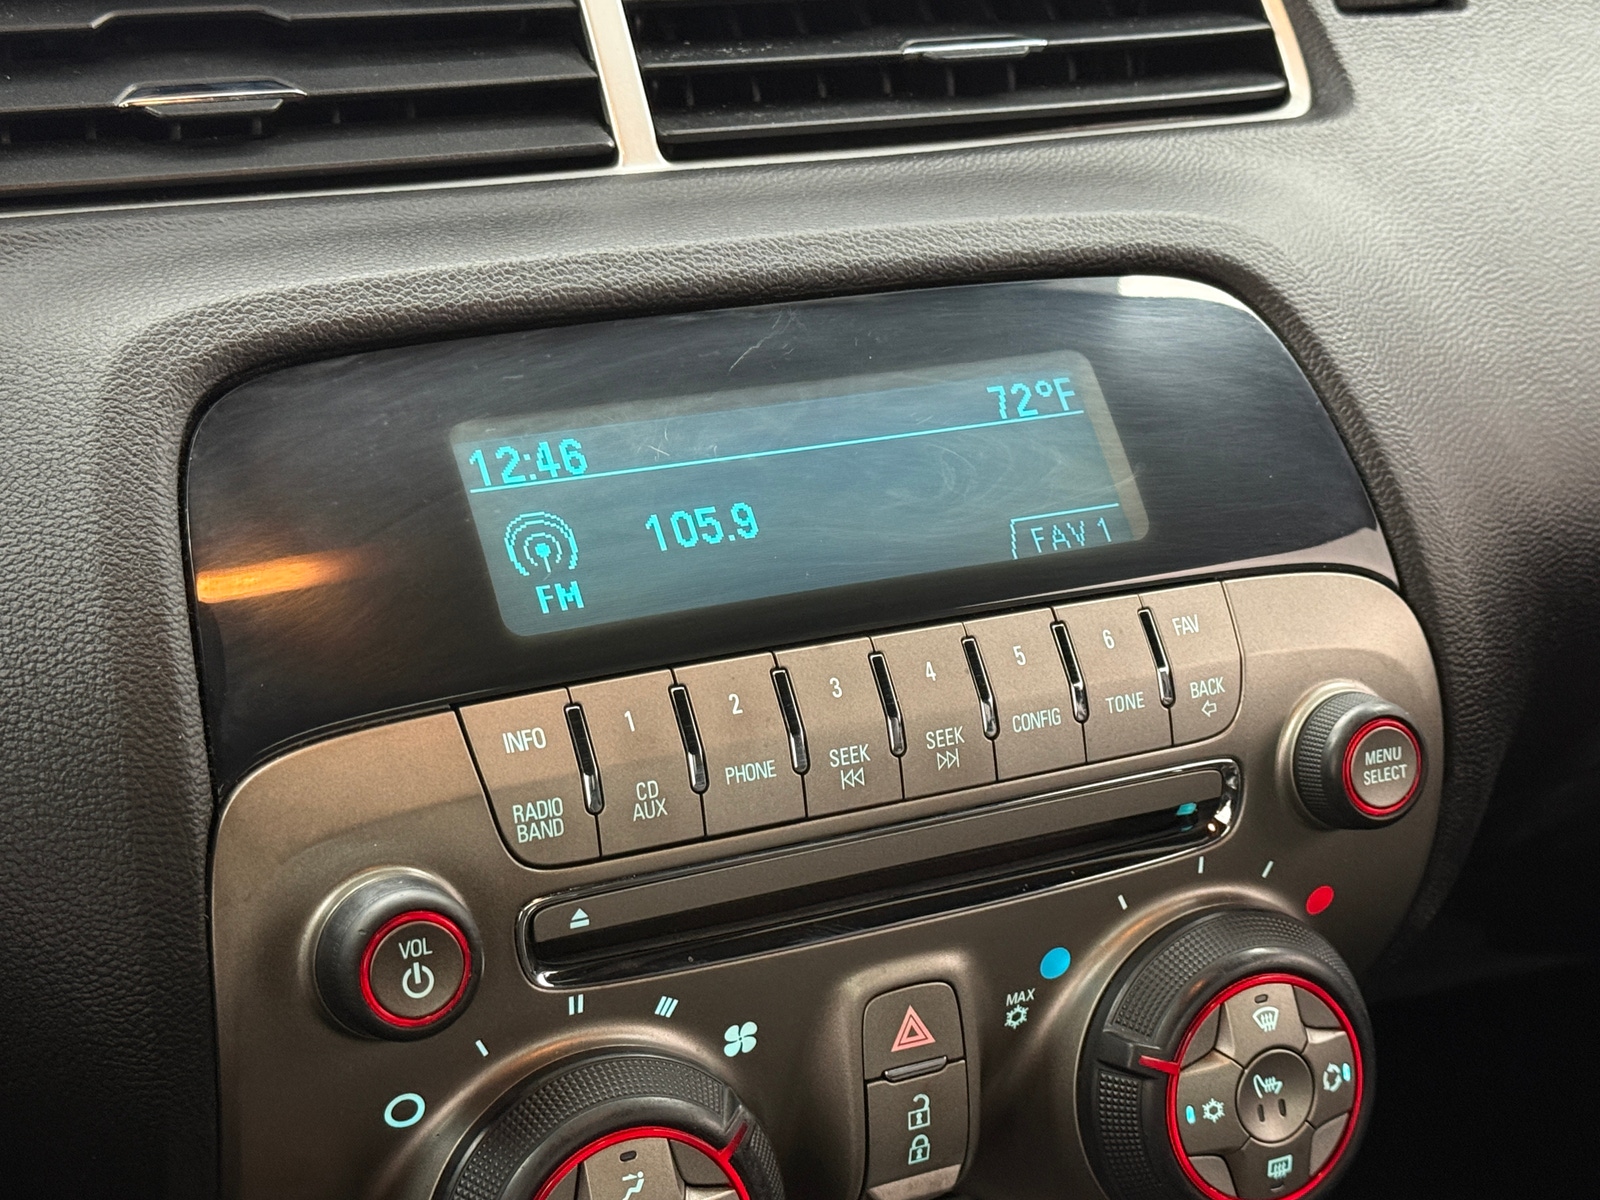 72°F
12:46
105.9
FM
FAV 1
INFO
RADIO
BAND
1
CD
AUX
2
PHONE
3
SEEK
4
SEEK
5
CONFIG
6
TONE
FAV
BACK
MENU
SELECT
VOL
MAX